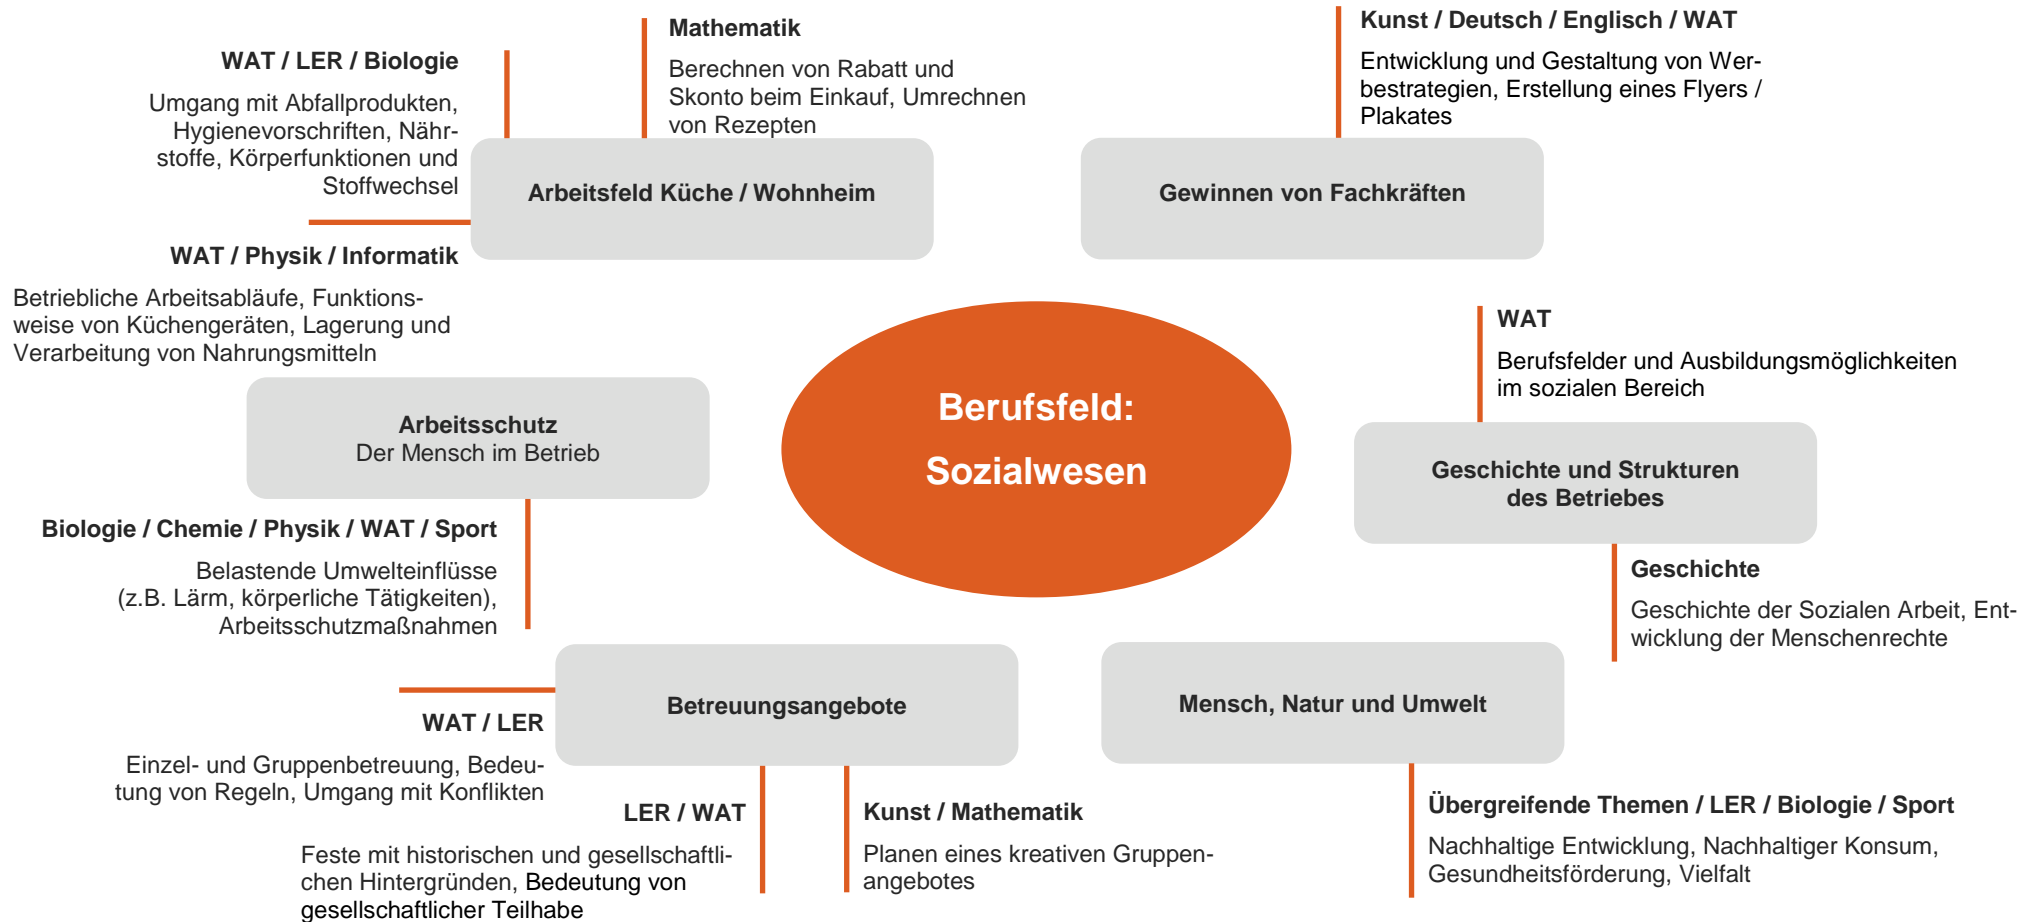 Mathematik
Berechnen von Rabatt und
Skonto beim Einkauf, Umrechnen
von Rezepten
Kunst / Deutsch / Englisch / WAT
Entwicklung und Gestaltung von Wer-
bestrategien, Erstellung eines Flyers /
Plakates
WAT / LER / Biologie
Umgang mit Abfallprodukten,
Hygienevorschriften, Nähr-
stoffe, Körperfunktionen und
Stoffwechsel
Arbeitsfeld Küche / Wohnheim
Gewinnen von Fachkräften
WAT / Physik / Informatik
Betriebliche Arbeitsabläufe, Funktions-
weise von Küchengeräten, Lagerung und
Verarbeitung von Nahrungsmitteln
WAT
Berufsfelder und Ausbildungsmöglichkeiten
im sozialen Bereich
Berufsfeld:
Sozialwesen
Arbeitsschutz
Der Mensch im Betrieb
Geschichte und Strukturen
des Betriebes
Biologie / Chemie / Physik / WAT / Sport
Belastende Umwelteinflüsse
(z.B. Lärm, körperliche Tätigkeiten),
Arbeitsschutzmaßnahmen
Geschichte
Geschichte der Sozialen Arbeit, Ent-
wicklung der Menschenrechte
Betreuungsangebote
Mensch, Natur und Umwelt
WAT / LER
Einzel- und Gruppenbetreuung, Bedeu-
tung von Regeln, Umgang mit Konflikten
LER / WAT
Feste mit historischen und gesellschaftli-
chen Hintergründen, Bedeutung von
gesellschaftlicher Teilhabe
Kunst / Mathematik
Planen eines kreativen Gruppen-
angebotes
Übergreifende Themen / LER / Biologie / Sport
Nachhaltige Entwicklung, Nachhaltiger Konsum,
Gesundheitsförderung, Vielfalt